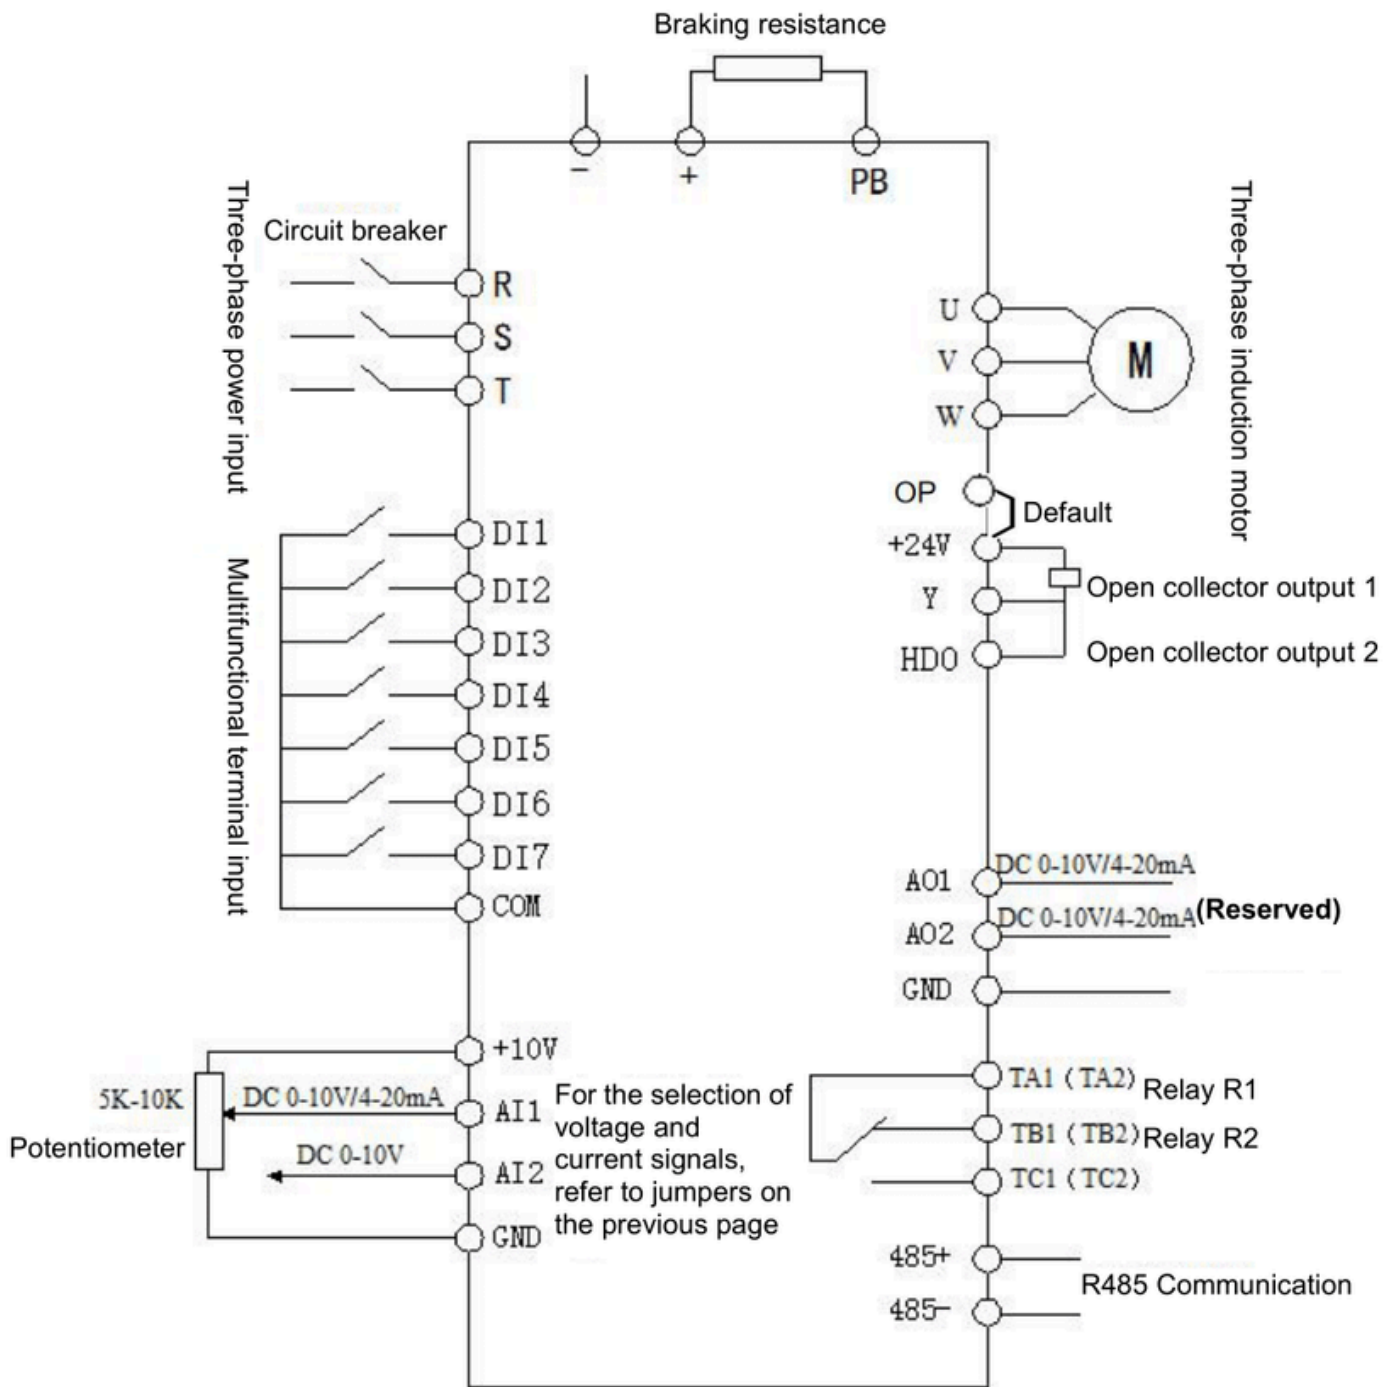 Braking resistance
−
+
PB
Three-phase power input
Circuit breaker
R
S
T
Three-phase induction motor
U
V
W
M
OP
Default
+24V
Y
HDO
Open collector output 1
Open collector output 2
Multifunctional terminal input
DI1
DI2
DI3
DI4
DI5
DI6
DI7
COM
AO1
DC 0-10V/4-20mA
AO2
DC 0-10V/4-20mA
(Reserved)
GND
+10V
5K-10K
Potentiometer
DC 0-10V/4-20mA
AI1
DC 0-10V
AI2
GND
For the selection of
voltage and
current signals,
refer to jumpers on
the previous page
TA1 (TA2)
Relay R1
TB1 (TB2)
Relay R2
TC1 (TC2)
485+
485−
R485 Communication